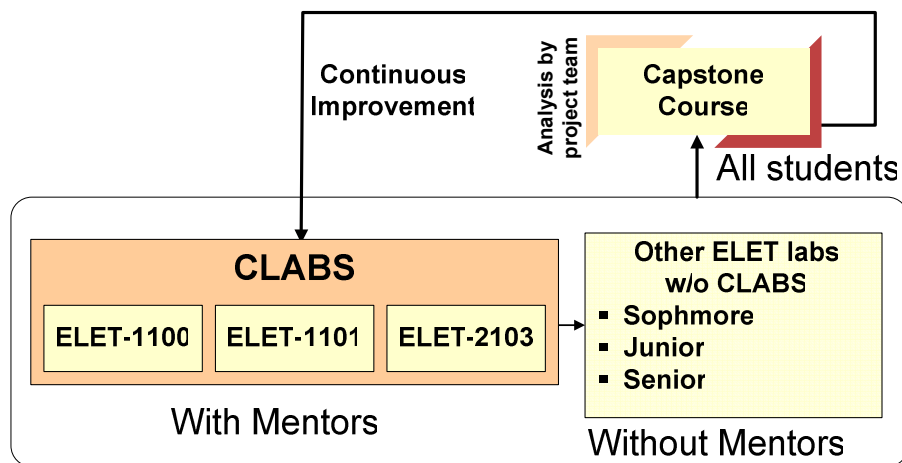 Continuous
Improvement
Analysis by
project team
Capstone
Course
All students
CLABS
ELET-1100
ELET-1101
ELET-2103
With Mentors
Other ELET labs
w/o CLABS
▪ Sophmore
▪ Junior
▪ Senior
Without Mentors